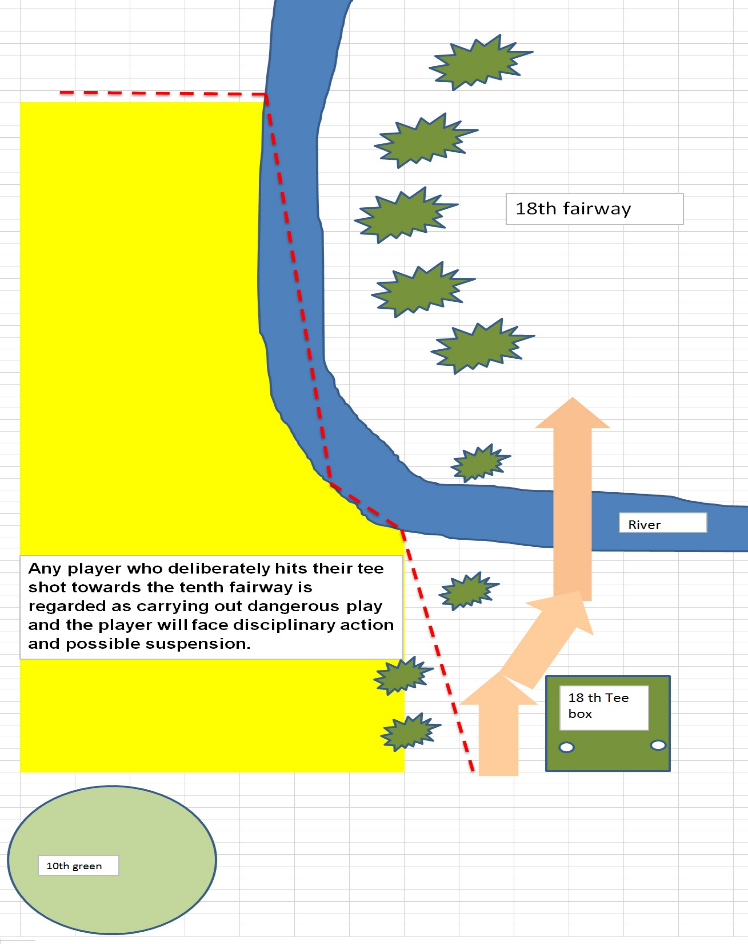 18th fairway
River
Any player who deliberately hits their tee
shot towards the tenth fairway is
regarded as carrying out dangerous play
and the player will face disciplinary action
and possible suspension.
18 th Tee
box
10th green